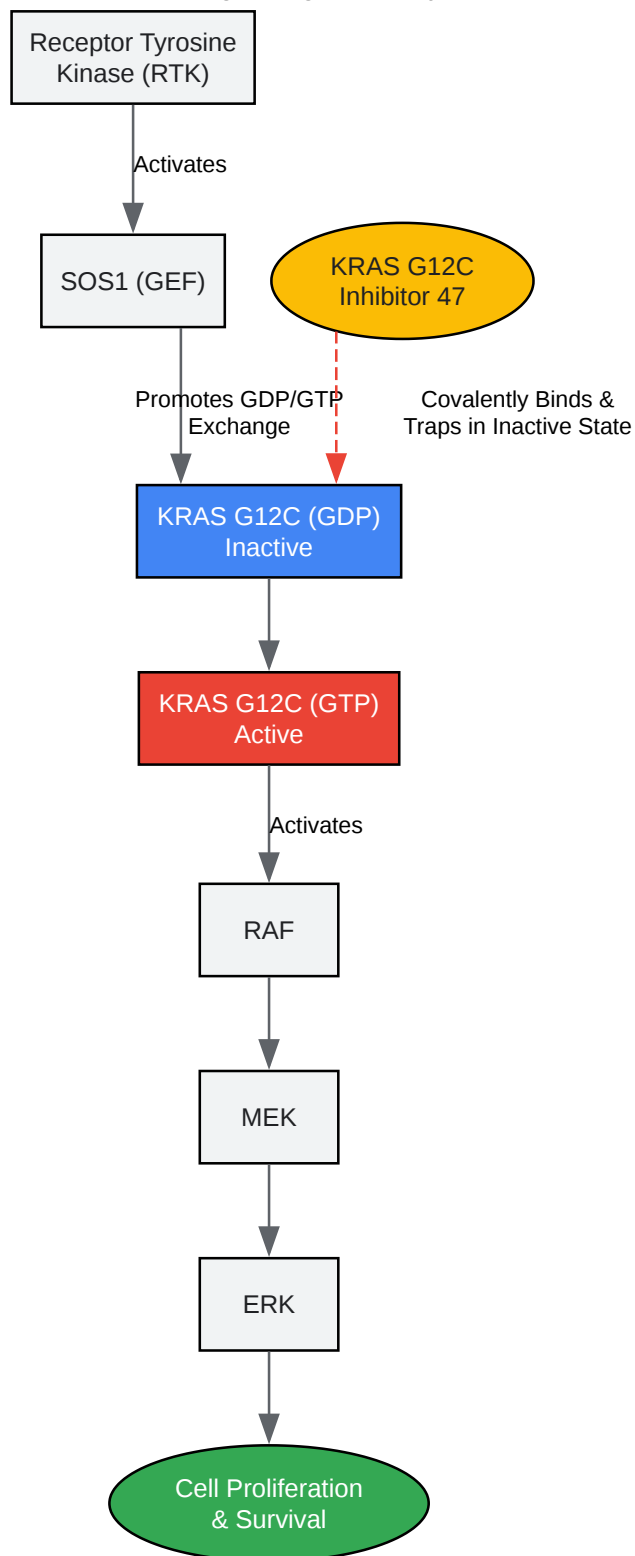 Receptor Tyrosine
Kinase (RTK)
Activates
SOS1 (GEF)
KRAS G12C
Inhibitor 47
Promotes GDP/GTP
Exchange
Covalently Binds &
Traps in Inactive State
KRAS G12C (GDP)
Inactive
KRAS G12C (GTP)
Active
Activates
RAF
MEK
ERK
Cell Proliferation
& Survival